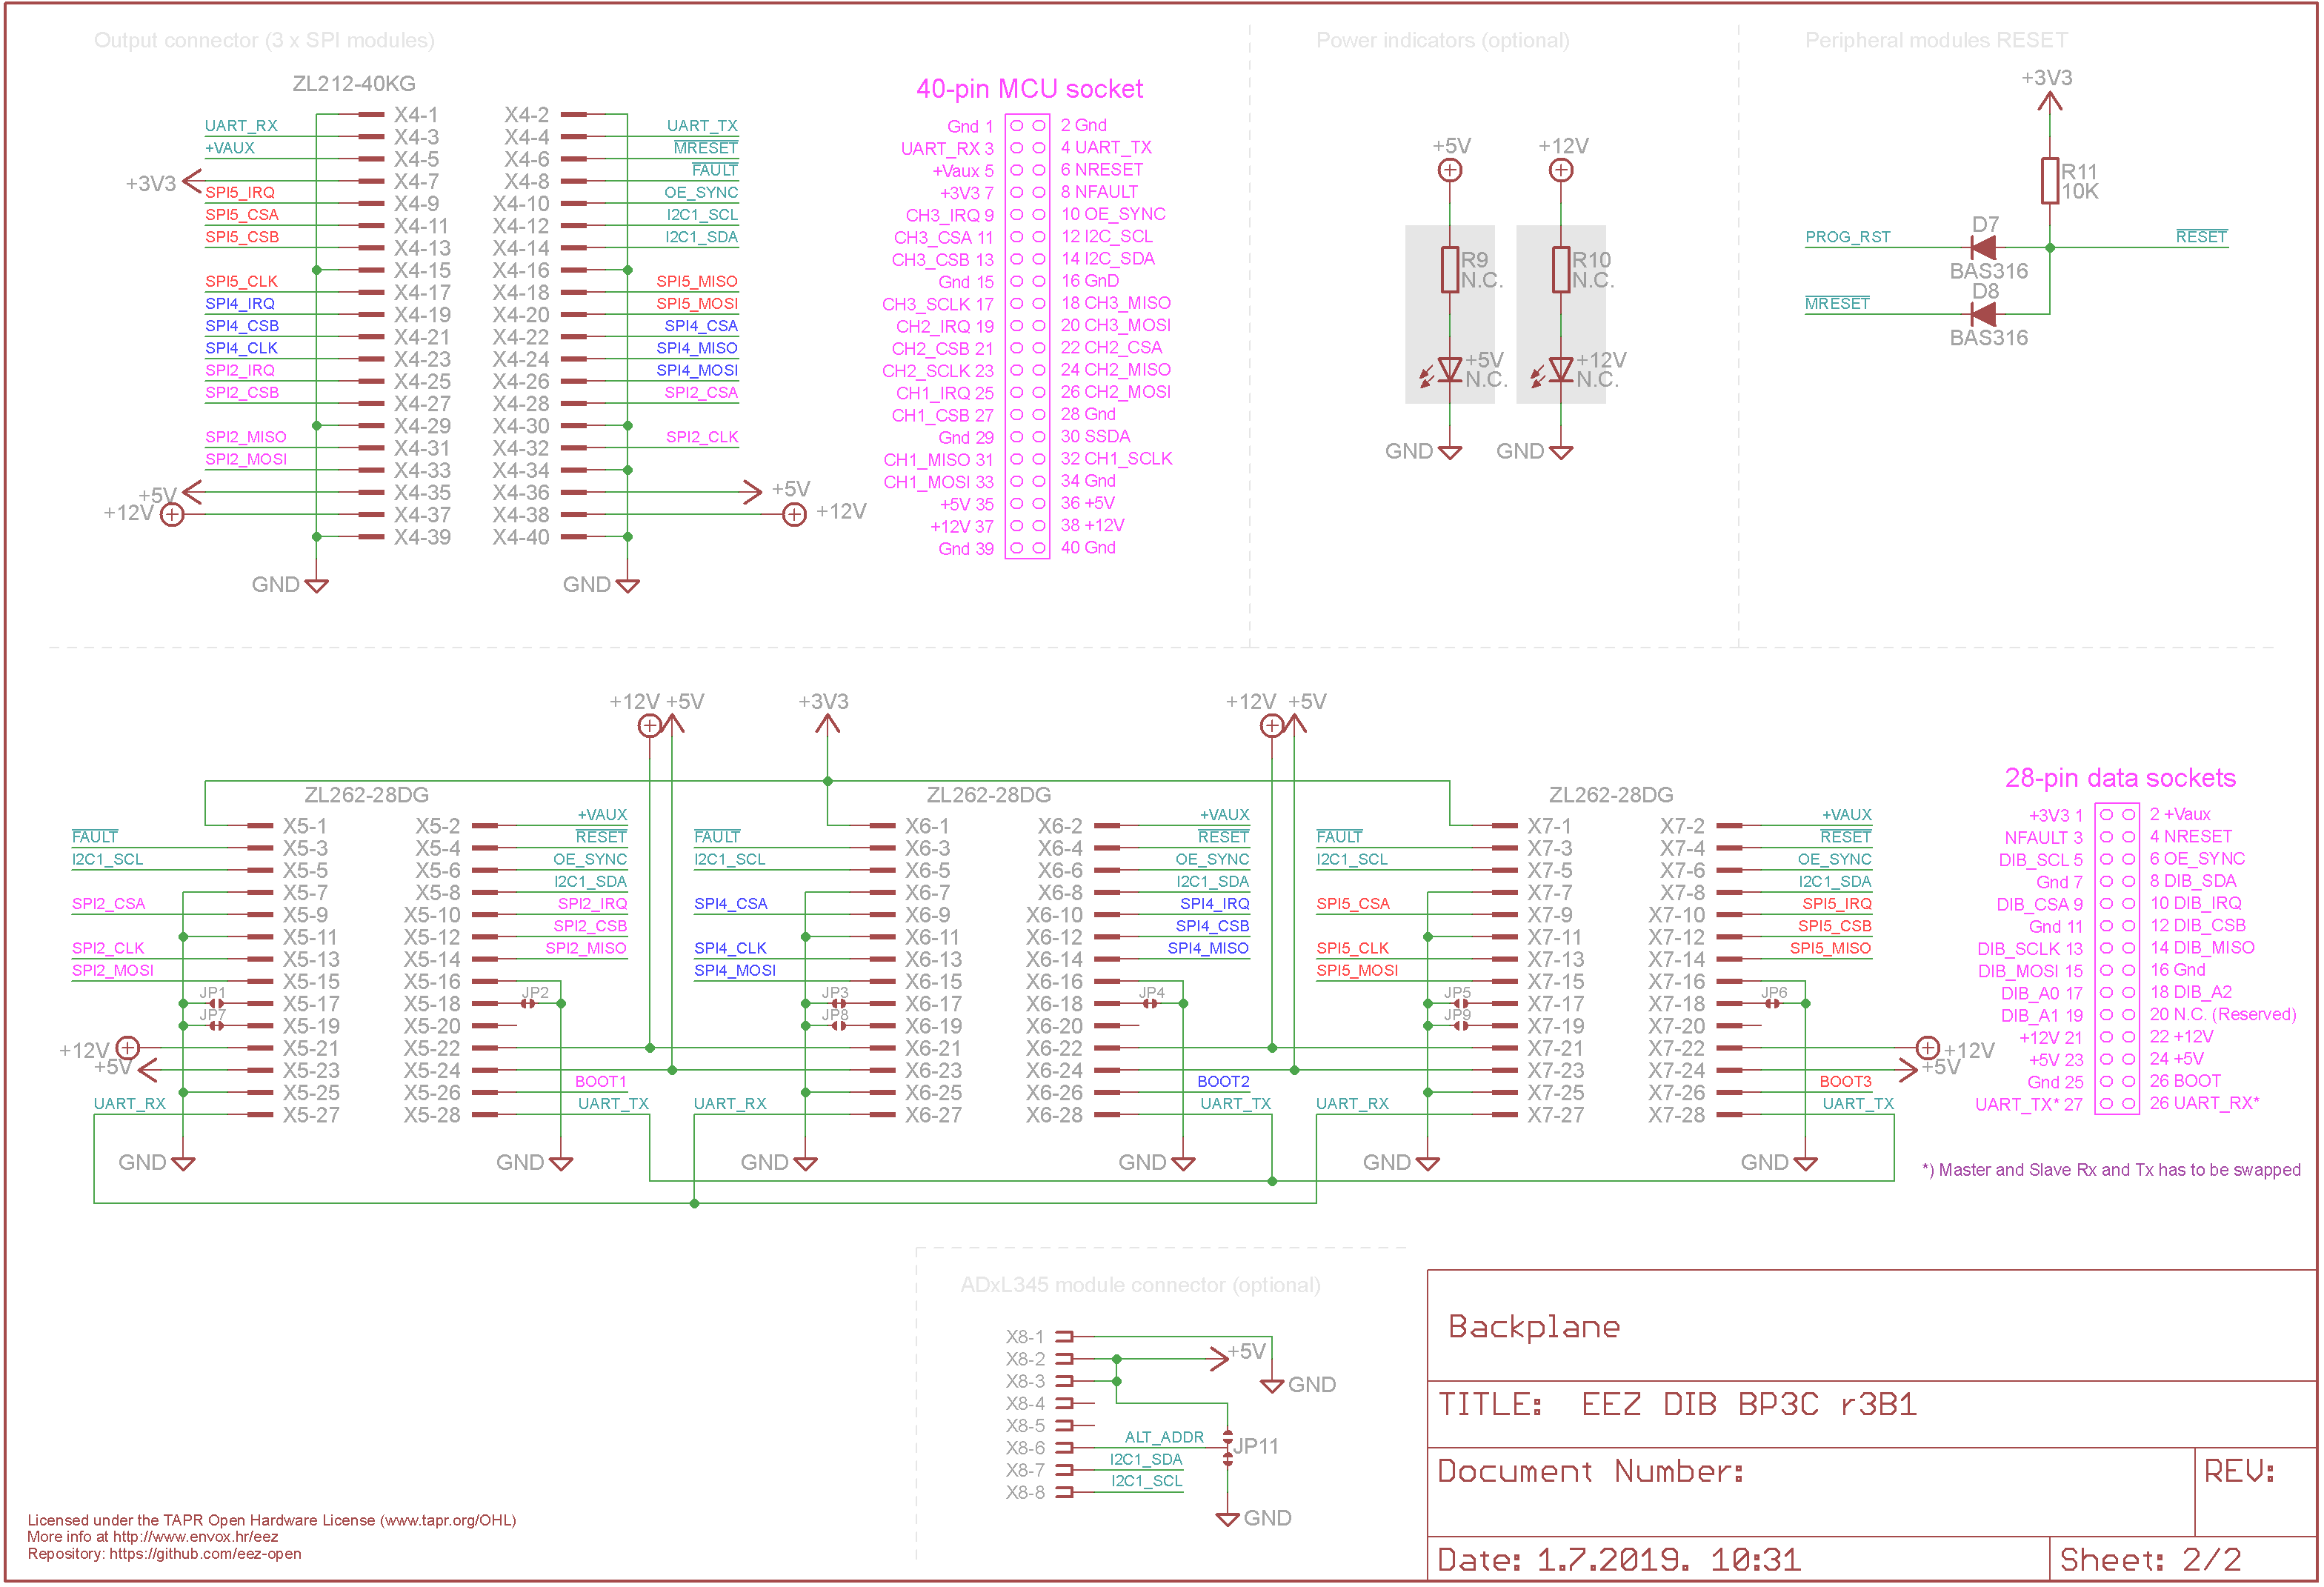 Output connector (3 x SPI modules)
Power indicators (optional)
Peripheral modules RESET
ZL212-40KG
X4-1
X4-2
UART_RX X4-3
X4-4 UART_TX
+VAUX X4-5
X4-6 MRESET
+3V3 X4-7
X4-8 FAULT
SPI5_IRQ X4-9
X4-10 OE_SYNC
SPI5_CSA X4-11
X4-12 I2C1_SCL
SPI5_CSB X4-13
X4-14 I2C1_SDA
X4-15
X4-16
SPI5_CLK X4-17
X4-18 SPI5_MISO
SPI4_IRQ X4-19
X4-20 SPI5_MOSI
SPI4_CSB X4-21
X4-22 SPI4_CSA
SPI4_CLK X4-23
X4-24 SPI4_MISO
SPI2_IRQ X4-25
X4-26 SPI4_MOSI
SPI2_CSB X4-27
X4-28 SPI2_CSA
X4-29
X4-30
SPI2_MISO X4-31
X4-32 SPI2_CLK
SPI2_MOSI X4-33
X4-34
+5V X4-35
X4-36 +5V
+12V X4-37
X4-38 +12V
X4-39
X4-40
GND
GND
40-pin MCU socket
Gnd 1 2 Gnd
UART_RX 3 4 UART_TX
+Vaux 5 6 NRESET
+3V3 7 8 NFAULT
CH3_IRQ 9 10 OE_SYNC
CH3_CSA 11 12 I2C_SCL
CH3_CSB 13 14 I2C_SDA
Gnd 15 16 GnD
CH3_SCLK 17 18 CH3_MISO
CH2_IRQ 19 20 CH3_MOSI
CH2_CSB 21 22 CH2_CSA
CH2_SCLK 23 24 CH2_MISO
CH1_IRQ 25 26 CH2_MOSI
CH1_CSB 27 28 Gnd
Gnd 29 30 SSDA
CH1_MISO 31 32 CH1_SCLK
CH1_MOSI 33 34 Gnd
+5V 35 36 +5V
+12V 37 38 +12V
Gnd 39 40 Gnd
+5V
+12V
R9
N.C.
R10
N.C.
+5V
N.C.
+12V
N.C.
GND
GND
+3V3
R11
10K
PROG_RST
D7
BAS316
RESET
MRESET
D8
BAS316
+12V +5V
+3V3
+12V +5V
ZL262-28DG
X5-1
X5-2 +VAUX
FAULT X5-3
X5-4 RESET
I2C1_SCL X5-5
X5-6 OE_SYNC
X5-7
X5-8 I2C1_SDA
SPI2_CSA X5-9
X5-10 SPI2_IRQ
X5-11
X5-12 SPI2_CSB
SPI2_CLK X5-13
X5-14 SPI2_MISO
SPI2_MOSI X5-15
X5-16
JP1 X5-17
X5-18 JP2
JP7 X5-19
X5-20
+12V X5-21
X5-22
+5V X5-23
X5-24
X5-25
X5-26 BOOT1
UART_RX X5-27
X5-28 UART_TX
GND
GND
ZL262-28DG
X6-1
X6-2 +VAUX
FAULT X6-3
X6-4 RESET
I2C1_SCL X6-5
X6-6 OE_SYNC
X6-7
X6-8 I2C1_SDA
SPI4_CSA X6-9
X6-10 SPI4_IRQ
X6-11
X6-12 SPI4_CSB
SPI4_CLK X6-13
X6-14 SPI4_MISO
SPI4_MOSI X6-15
X6-16
JP3 X6-17
X6-18 JP4
JP8 X6-19
X6-20
X6-21
X6-22
X6-23
X6-24
X6-25
X6-26 BOOT2
UART_RX X6-27
X6-28 UART_TX
GND
GND
ZL262-28DG
X7-1
X7-2 +VAUX
FAULT X7-3
X7-4 RESET
I2C1_SCL X7-5
X7-6 OE_SYNC
X7-7
X7-8 I2C1_SDA
SPI5_CSA X7-9
X7-10 SPI5_IRQ
X7-11
X7-12 SPI5_CSB
SPI5_CLK X7-13
X7-14 SPI5_MISO
SPI5_MOSI X7-15
X7-16
JP5 X7-17
X7-18 JP6
JP9 X7-19
X7-20
X7-21
X7-22 +12V
X7-23
X7-24 +5V
X7-25
X7-26 BOOT3
UART_RX X7-27
X7-28 UART_TX
GND
GND
28-pin data sockets
+3V3 1 2 +Vaux
NFAULT 3 4 NRESET
DIB_SCL 5 6 OE_SYNC
Gnd 7 8 DIB_SDA
DIB_CSA 9 10 DIB_IRQ
Gnd 11 12 DIB_CSB
DIB_SCLK 13 14 DIB_MISO
DIB_MOSI 15 16 Gnd
DIB_A0 17 18 DIB_A2
DIB_A1 19 20 N.C. (Reserved)
+12V 21 22 +12V
+5V 23 24 +5V
Gnd 25 26 BOOT
UART_TX* 27 26 UART_RX*
*) Master and Slave Rx and Tx has to be swapped
ADxL345 module connector (optional)
X8-1
X8-2 +5V
X8-3 GND
X8-4
X8-5
X8-6 ALT_ADDR JP11
X8-7 I2C1_SDA
X8-8 I2C1_SCL
GND
Backplane
TITLE: EEZ DIB BP3C r3B1
Document Number:
REV:
Date: 1.7.2019. 10:31
Sheet: 2/2
Licensed under the TAPR Open Hardware License (www.tapr.org/OHL)
More info at http://www.envox.hr/eez
Repository: https://github.com/eez-open